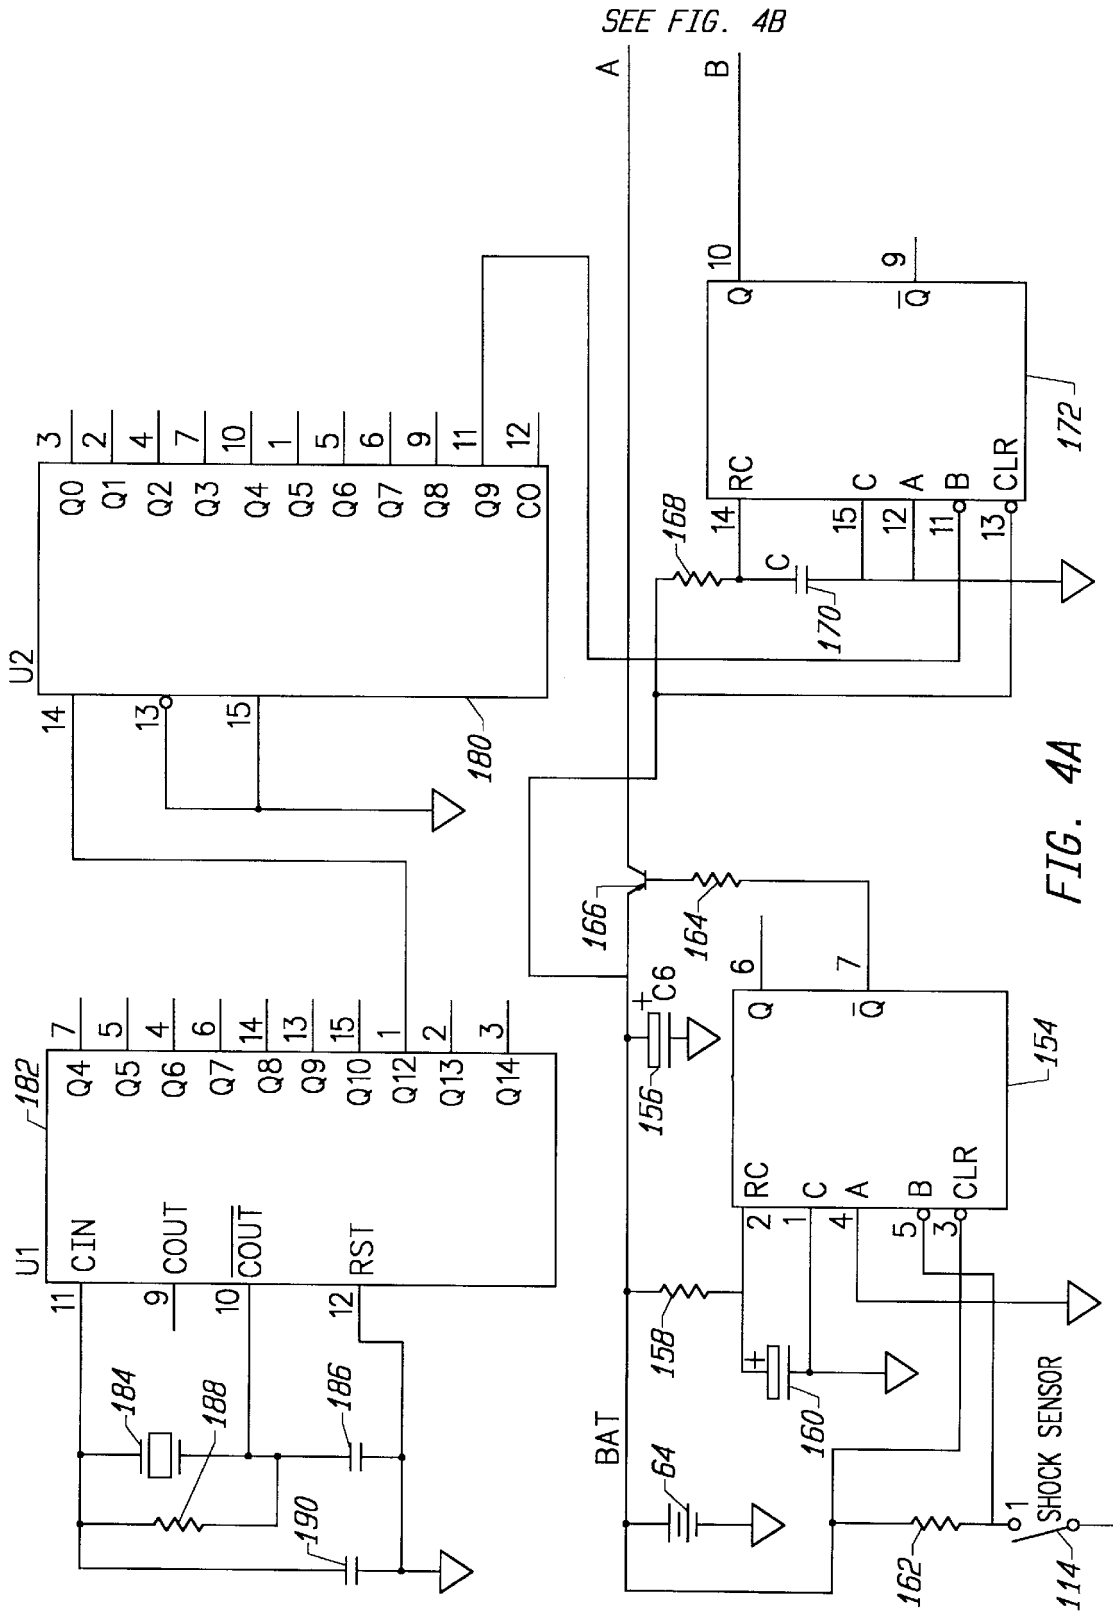 SEE FIG. 4B
A
B
U1
182
11 CIN
9 COUT
10 COUT
12 RST
Q4 7
Q5 5
Q6 4
Q7 6
Q8 14
Q9 13
Q10 15
Q12 1
Q13 2
Q14 3
184
188
186
190
U2
14
13
15
180
Q0 3
Q1 2
Q2 4
Q3 7
Q4 10
Q5 1
Q6 5
Q7 6
Q8 9
Q9 11
CO 12
BAT
64
158
+
160
156
+
C6
166
164
168
C
170
14 RC
15 C
12 A
11 B
13 CLR
Q 10
Q 9
172
2 RC
1 C
4 A
5 B
3 CLR
Q 6
Q 7
154
162
1
SHOCK SENSOR
114
FIG. 4A